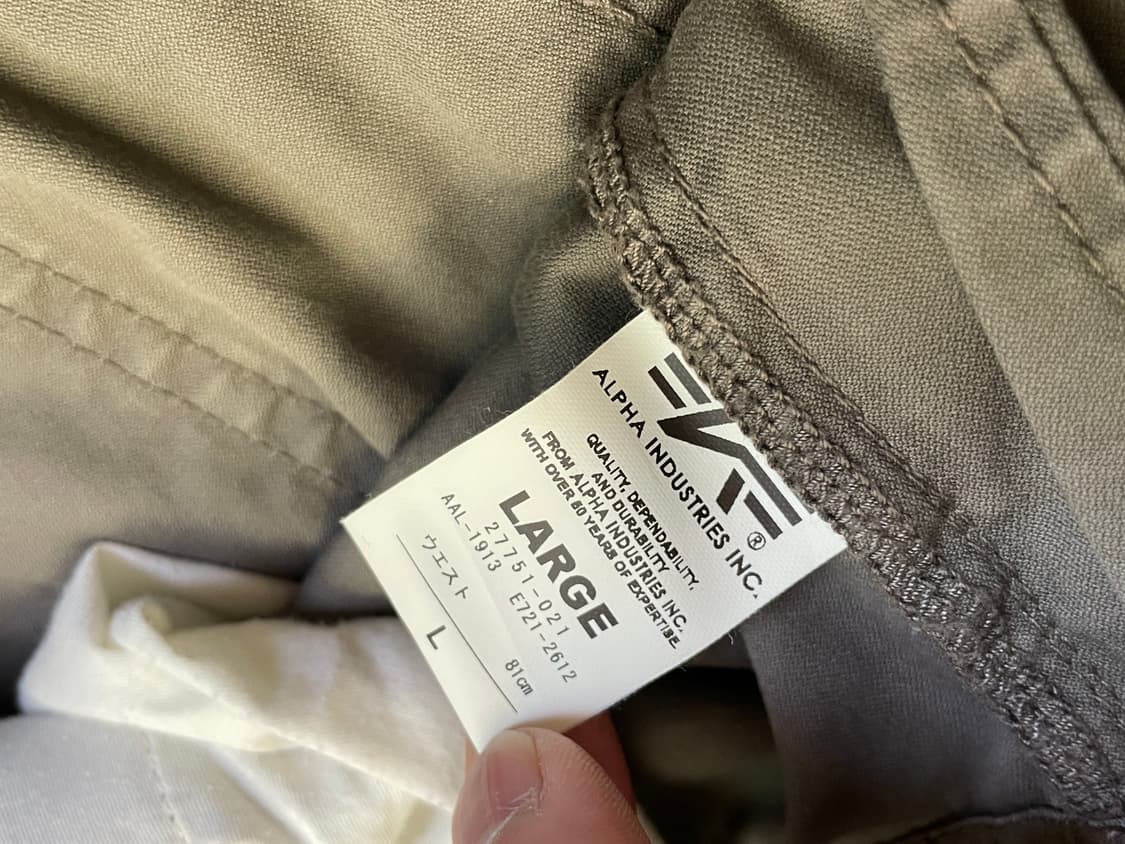 ALPHA INDUSTRIES INC.®
QUALITY, DEPENDABILITY,
AND DURABILITY
FROM ALPHA INDUSTRIES INC.
WITH OVER 50 YEARS OF EXPERTISE.
LARGE
27751-021
AAL-1913 E721-2612
ウエスト 81cm
L